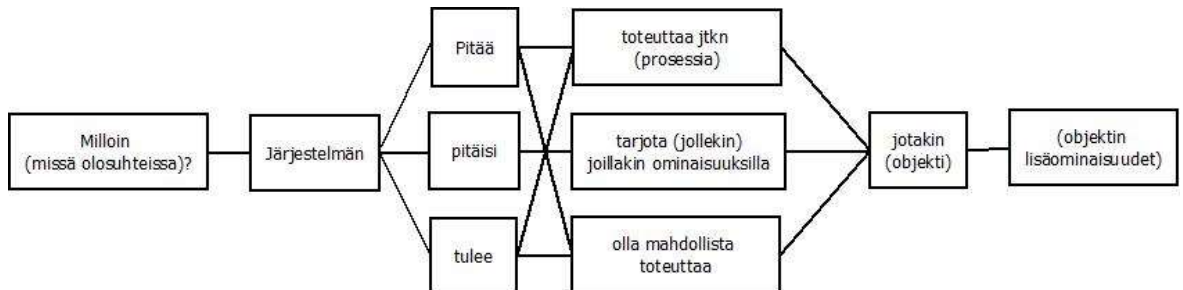 Milloin
(missä olosuhteissa)?
Järjestelmän
Pitää
pitäisi
tulee
toteuttaa jtkn
(prosessia)
tarjota (jollekin)
joillakin ominaisuuksilla
olla mahdollista
toteuttaa
jotakin
(objekti)
(objektin
lisäominaisuudet)